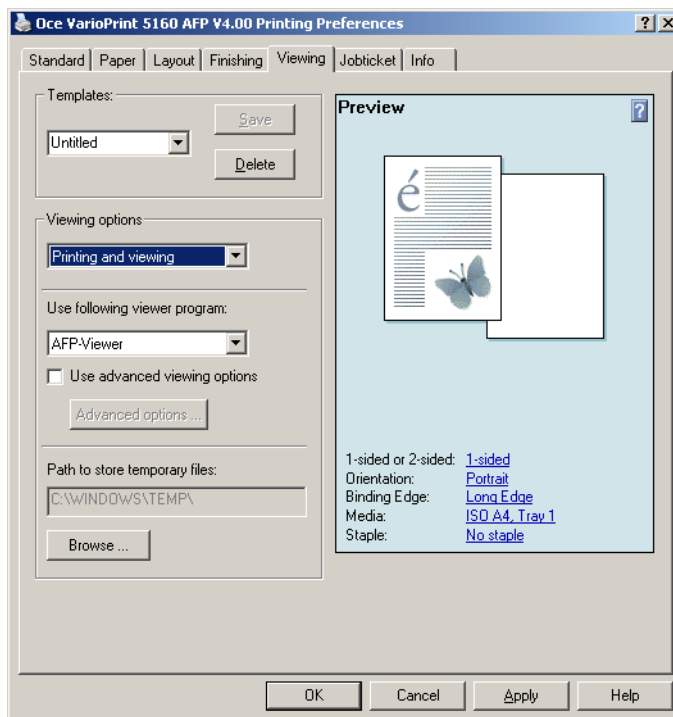 Oce VarioPrint 5160 AFP V4.00 Printing Preferences
Standard Paper Layout Finishing Viewing Jobticket Info
Templates:
Untitled
Save
Delete
Viewing options
Printing and viewing
Use following viewer program:
AFP-Viewer
Use advanced viewing options
Advanced options ...
Path to store temporary files:
C:\WINDOWS\TEMP\
Browse ...
Preview
?
é
1-sided or 2-sided: 1-sided
Orientation: Portrait
Binding Edge: Long Edge
Media: ISO A4, Tray 1
Staple: No staple
OK Cancel Apply Help